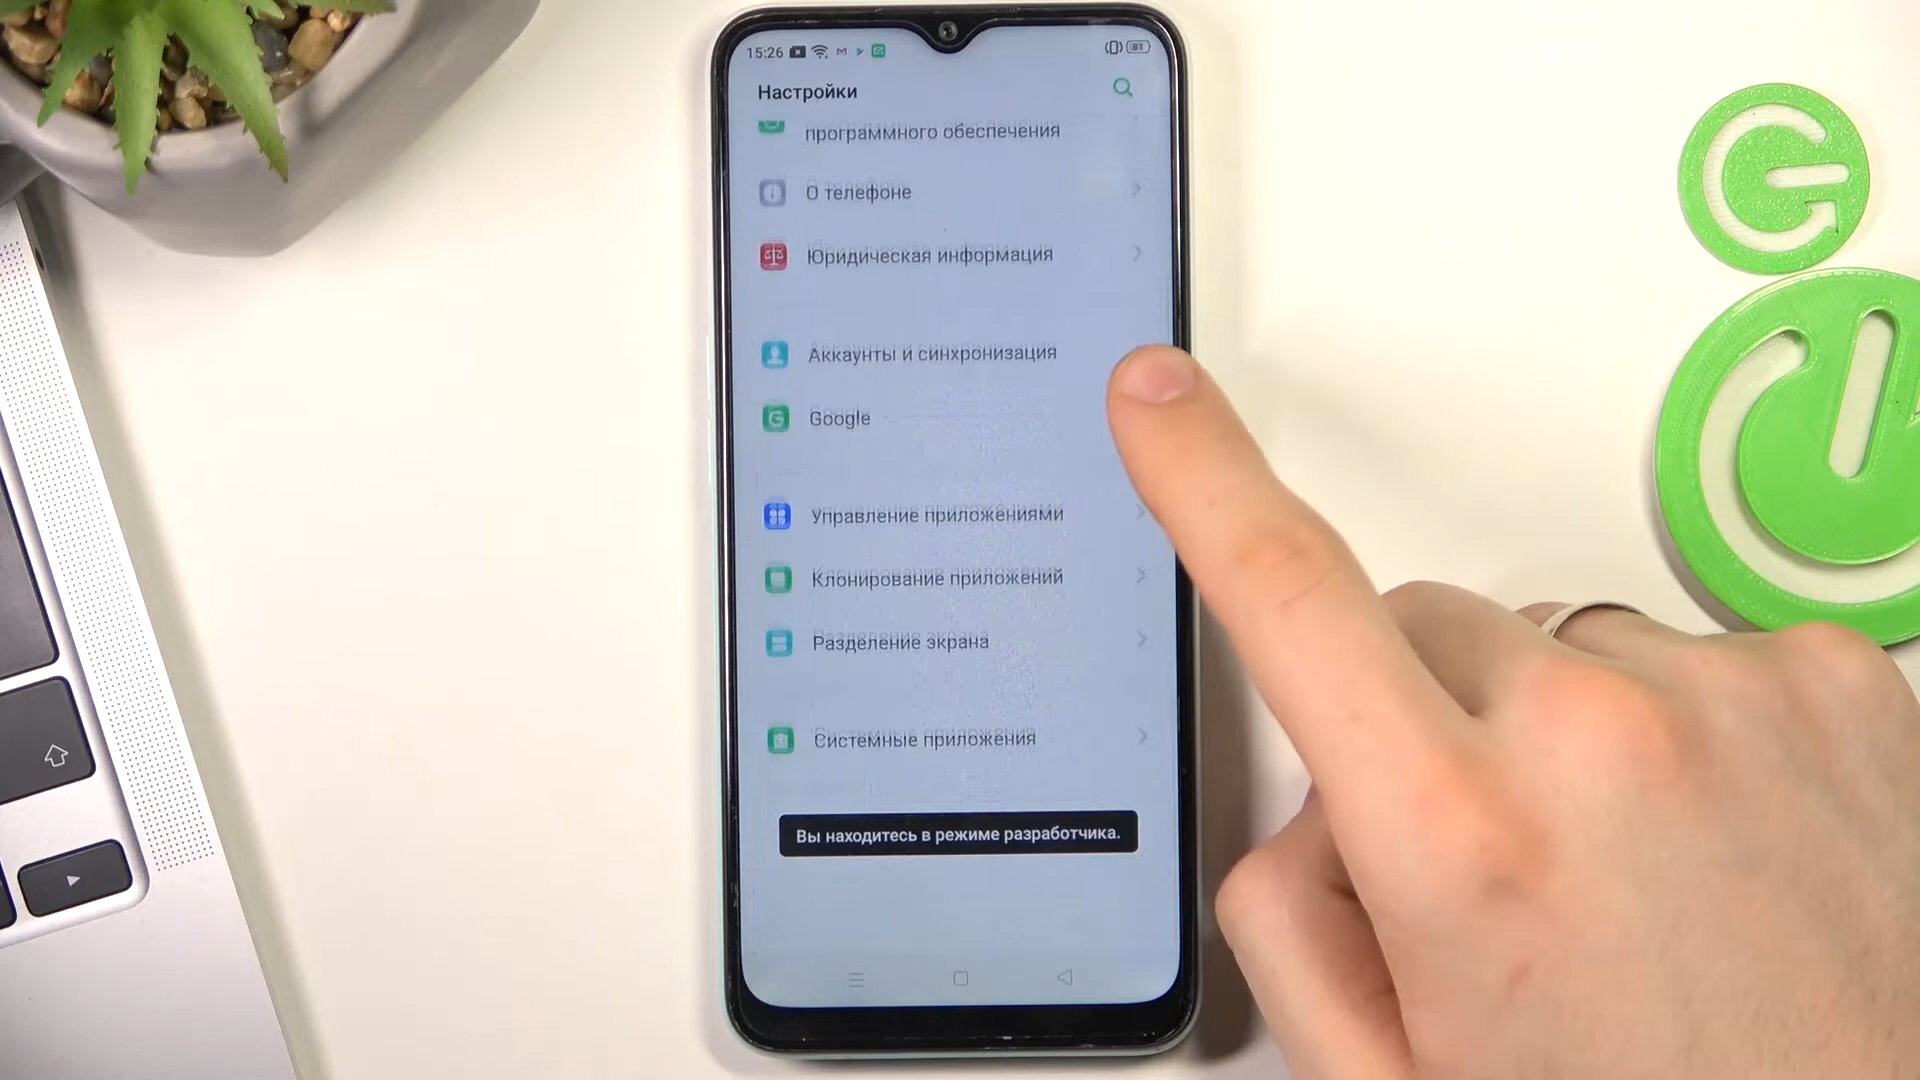 15:26
81
Настройки
программного обеспечения
О телефоне
Юридическая информация
Аккаунты и синхронизация
Google
Управление приложениями
Клонирование приложений
Разделение экрана
Системные приложения
Вы находитесь в режиме разработчика.